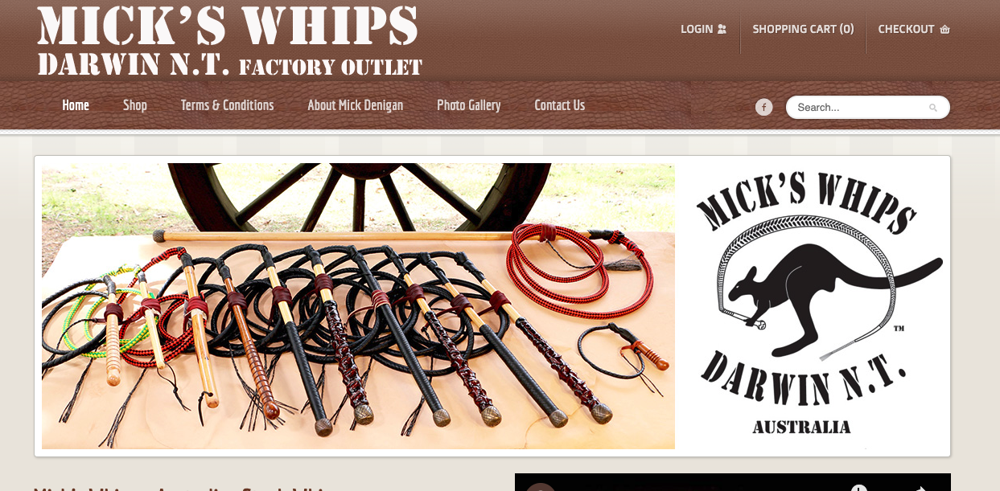 MICK'S WHIPS
DARWIN N.T. FACTORY OUTLET
LOGIN
SHOPPING CART (0)
CHECKOUT
Home
Shop
Terms & Conditions
About Mick Denigan
Photo Gallery
Contact Us
f
Search...
MICK'S WHIPS
TM
DARWIN N.T.
AUSTRALIA